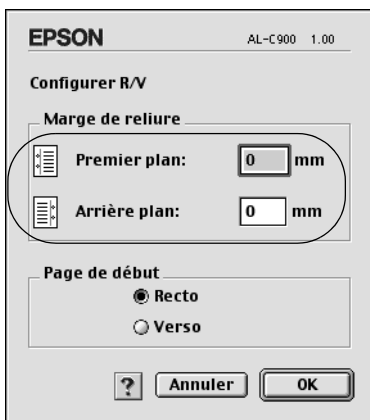 EPSON AL-C900 1.00
Configurer R/V
Marge de reliure
Premier plan: 0 mm
Arrière plan: 0 mm
Page de début
Recto
Verso
? Annuler OK